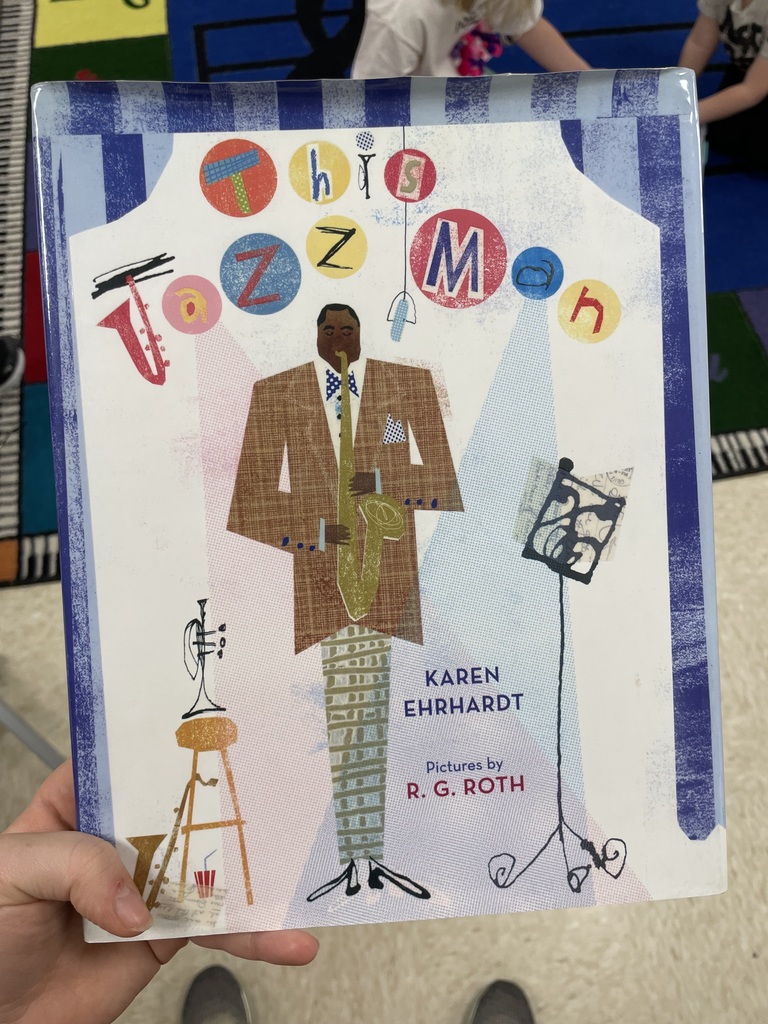 This
Jazz Man
KAREN
EHRHARDT
Pictures by
R. G. ROTH